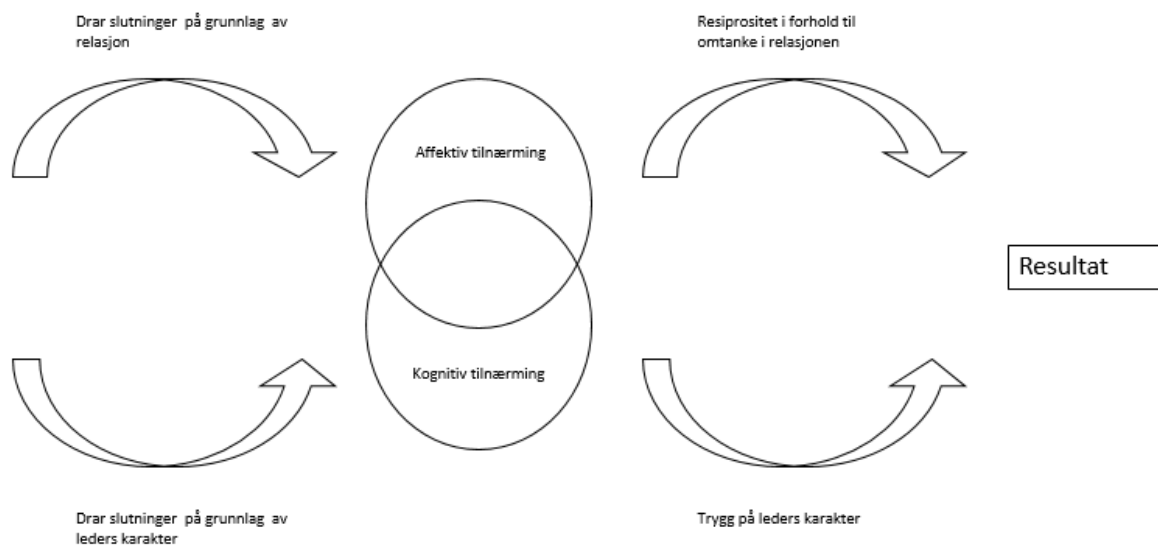 Drar slutninger på grunnlag av
relasjon
Resiprositet i forhold til
omtanke i relasjonen
Affektiv tilnærming
Resultat
Kognitiv tilnærming
Drar slutninger på grunnlag av
leders karakter
Trygg på leders karakter